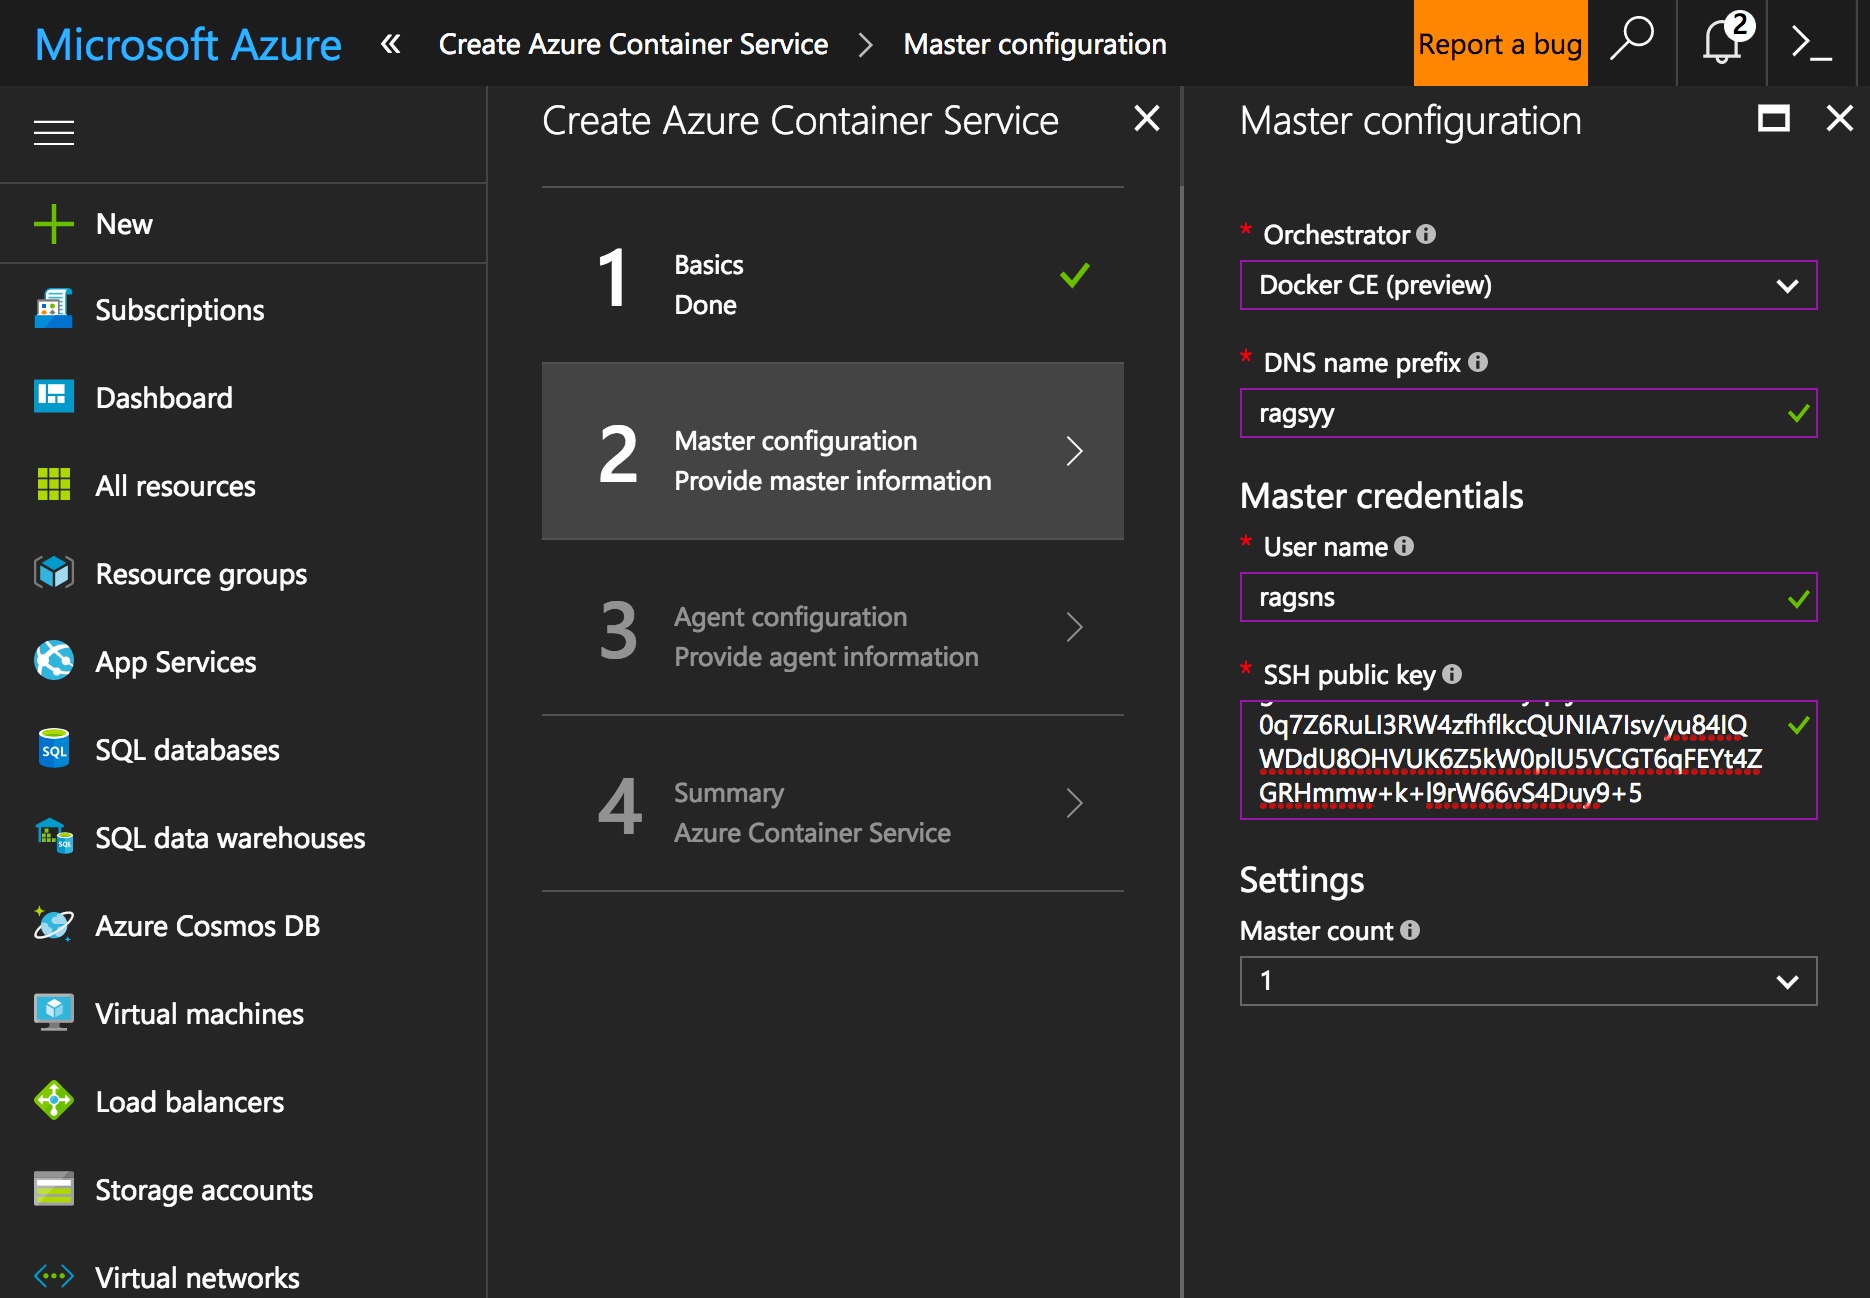 Microsoft Azure « Create Azure Container Service > Master configuration
Report a bug
2
New
Subscriptions
Dashboard
All resources
Resource groups
App Services
SQL databases
SQL data warehouses
Azure Cosmos DB
Virtual machines
Load balancers
Storage accounts
Virtual networks
Create Azure Container Service
1
Basics
Done
2
Master configuration
Provide master information
3
Agent configuration
Provide agent information
4
Summary
Azure Container Service
Master configuration
* Orchestrator
Docker CE (preview)
* DNS name prefix
ragsyy
Master credentials
* User name
ragsns
* SSH public key
0q7Z6RuLI3RW4zfhflkcQUNIA7Isv/yu84IQ
WDdU8OHVUK6Z5kW0plU5VCGT6qFEYt4Z
GRHmmw+k+l9rW66vS4Duy9+5
Settings
Master count
1